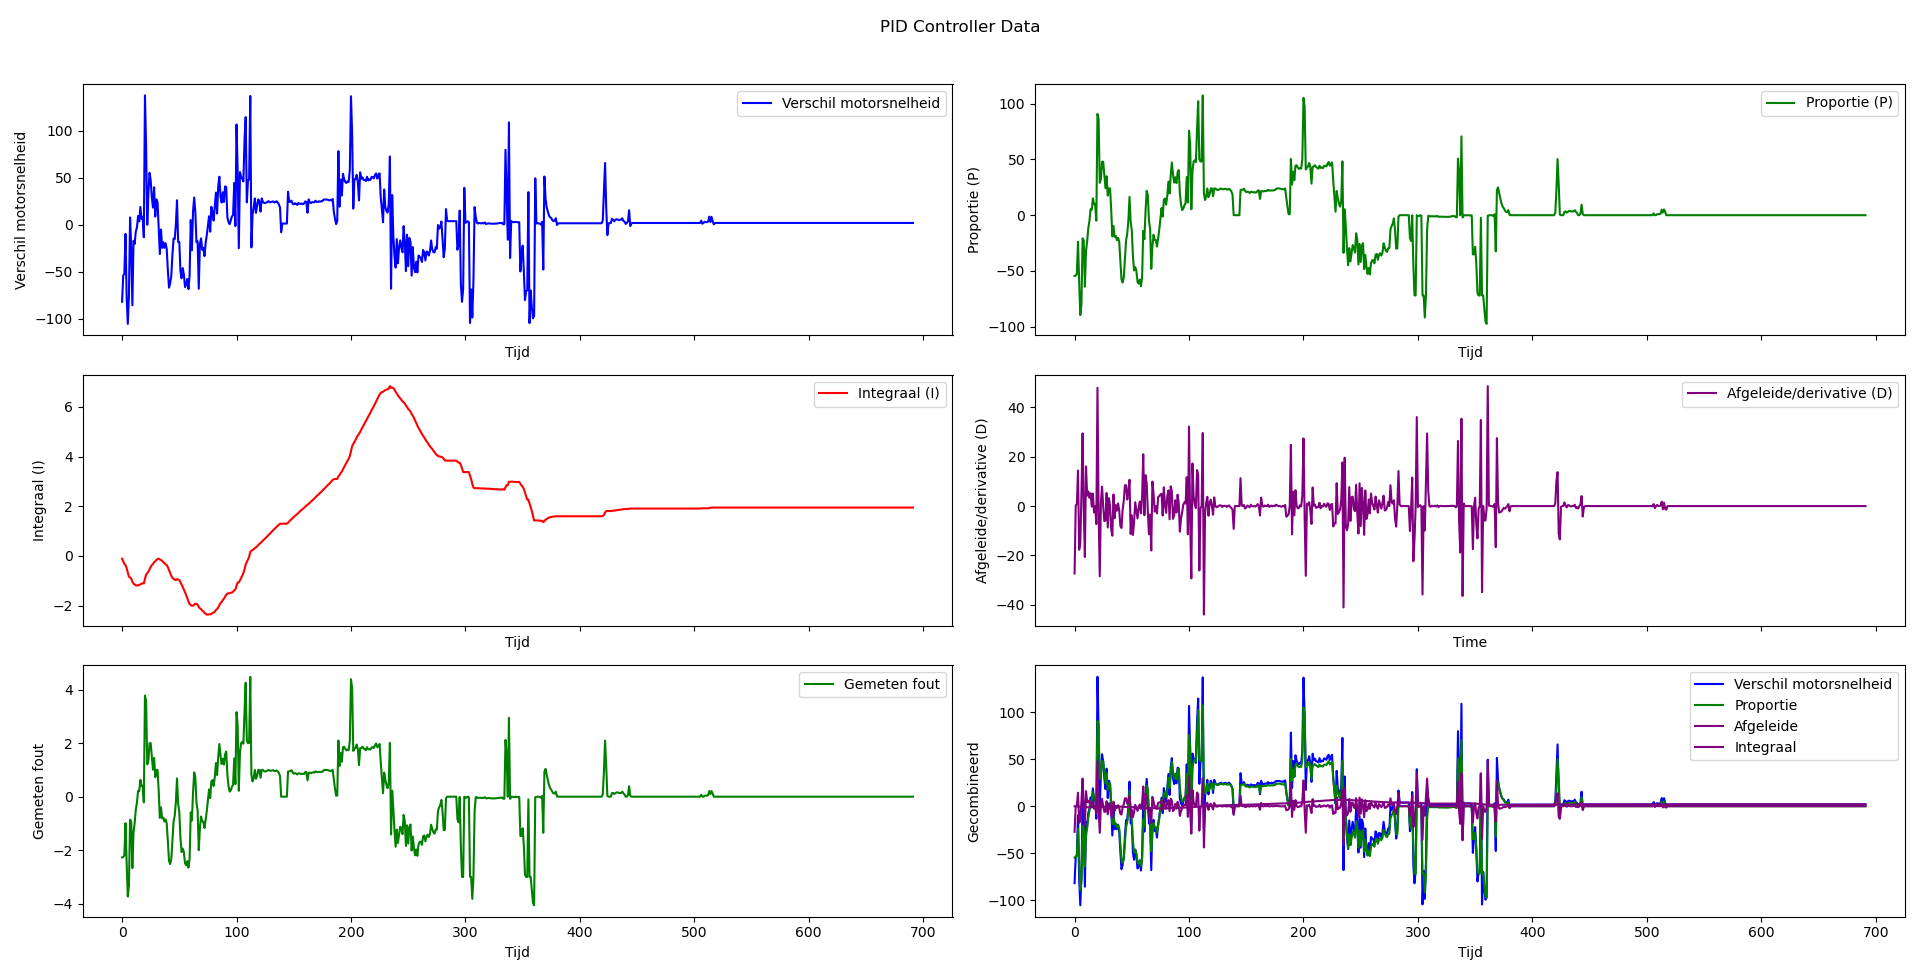 PID Controller Data
Verschil motorsnelheid
100
50
0
−50
−100
Verschil motorsnelheid
Tijd
Proportie (P)
100
50
0
−50
−100
Proportie (P)
Tijd
Integraal (I)
6
4
2
0
−2
Integraal (I)
Tijd
Afgeleide/derivative (D)
40
20
0
−20
−40
Afgeleide/derivative (D)
Time
Gemeten fout
4
2
0
−2
−4
Gemeten fout
0 100 200 300 400 500 600 700
Tijd
Gecombineerd
100
50
0
−50
−100
Verschil motorsnelheid
Proportie
Afgeleide
Integraal
0 100 200 300 400 500 600 700
Tijd